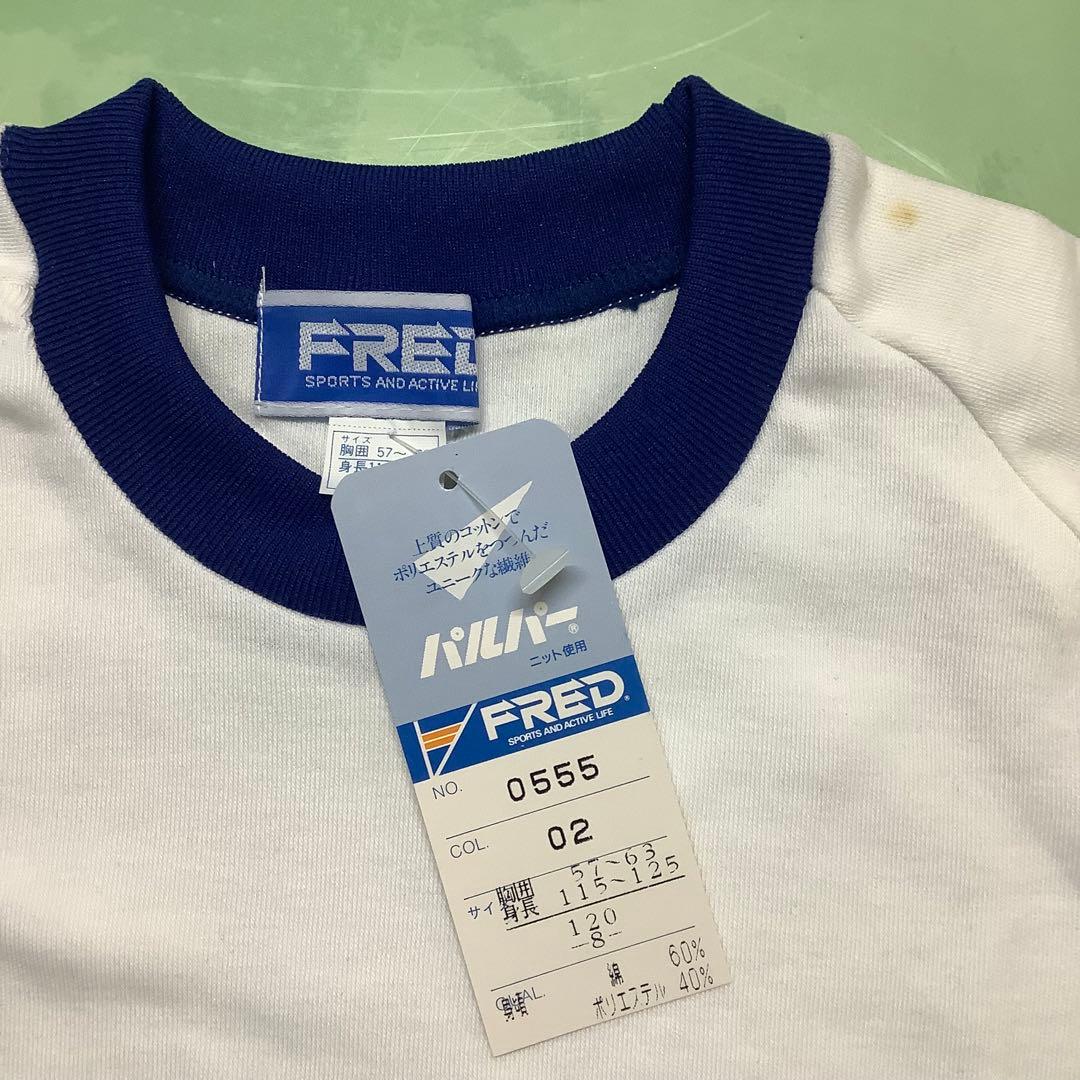 FRED
SPORTS AND ACTIVE LI
サイズ
胸囲 57〜
身長
上質のコットンで
ポリエステルをつつんだ
ユニークな繊維
パルパー®
ニット使用
FRED®
SPORTS AND ACTIVE LIFE
NO. 0555
COL. 02
サイ
胸囲 57〜63
身長 115〜125
120
-8-
綿 60%
ポリエステル 40%
身頃